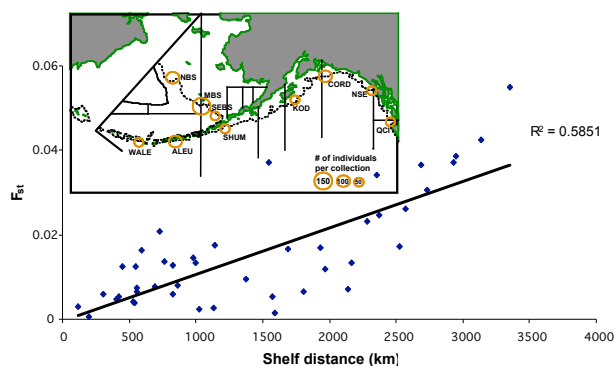 0.06
0.04
0.02
0
Fst
0 500 1000 1500 2000 2500 3000 3500 4000
Shelf distance (km)
R² = 0.5851
NBS
MBS
SEBS
SHUM
ALEU
WALE
KOD
CORD
NSE
QCI
# of individuals
per collection
150 100 50